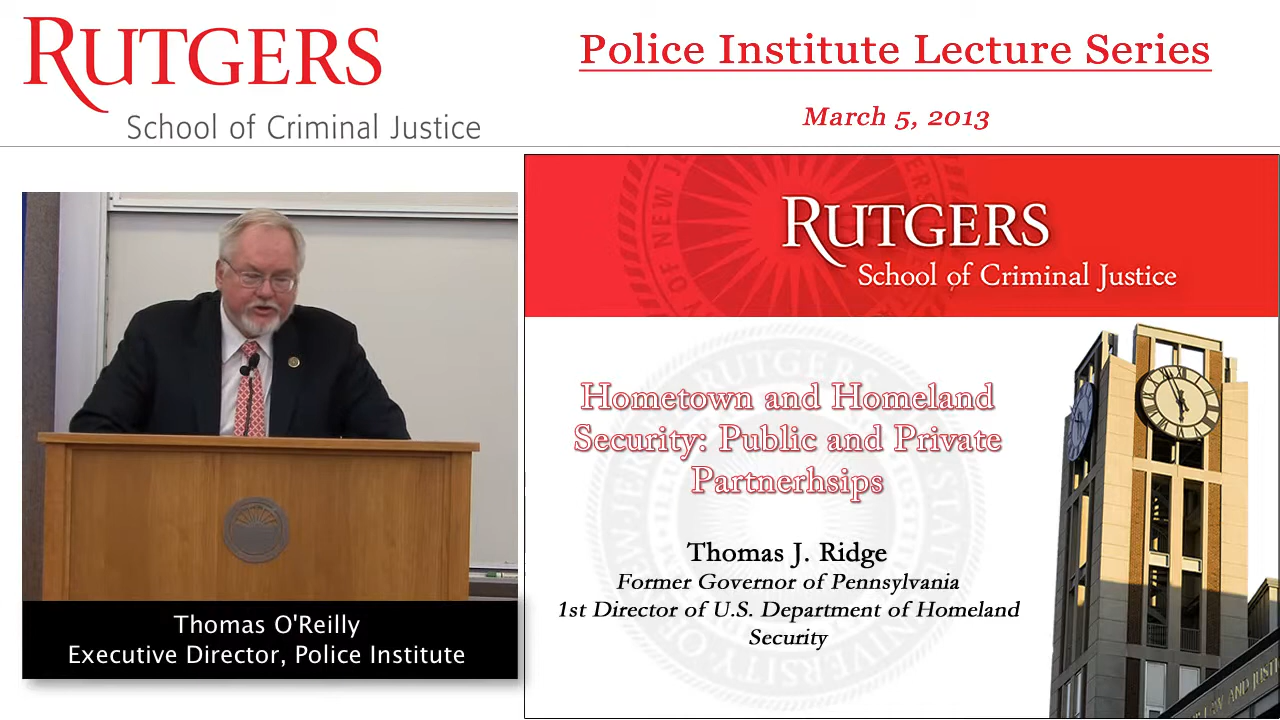 RUTGERS
School of Criminal Justice
Police Institute Lecture Series
March 5, 2013
RUTGERS
School of Criminal Justice
Hometown and Homeland
Security: Public and Private
Partnerhsips
Thomas J. Ridge
Former Governor of Pennsylvania
1st Director of U.S. Department of Homeland
Security
Thomas O'Reilly
Executive Director, Police Institute